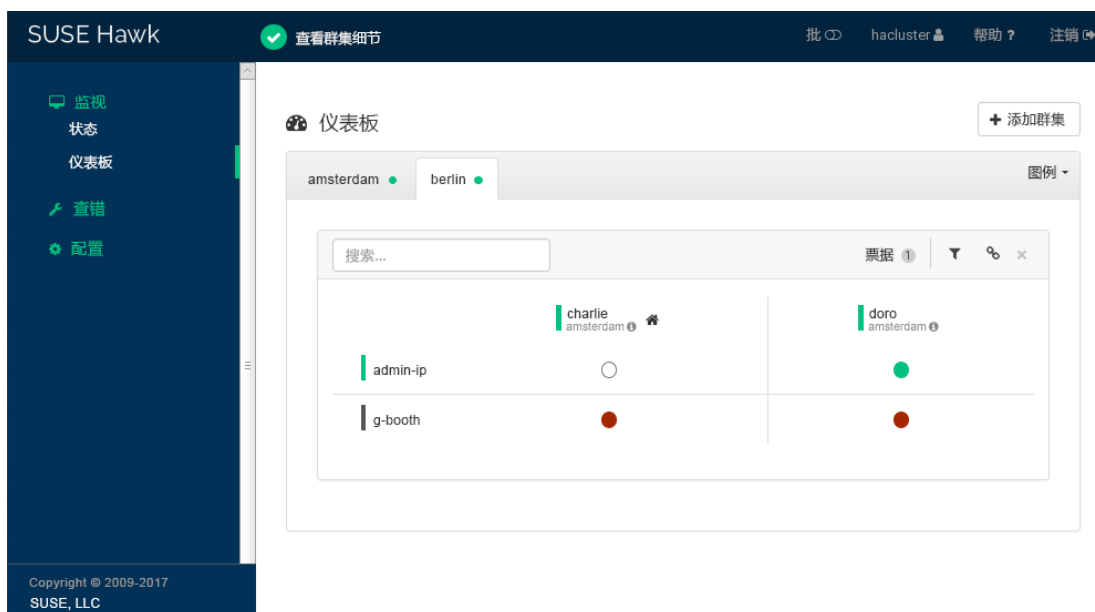 SUSE Hawk
查看群集细节
批
hacluster
帮助 ?
注销
监视
状态
仪表板
查错
配置
仪表板
+ 添加群集
amsterdam
berlin
图例
搜索...
票据 1
charlie
amsterdam
doro
amsterdam
admin-ip
g-booth
Copyright © 2009-2017
SUSE, LLC